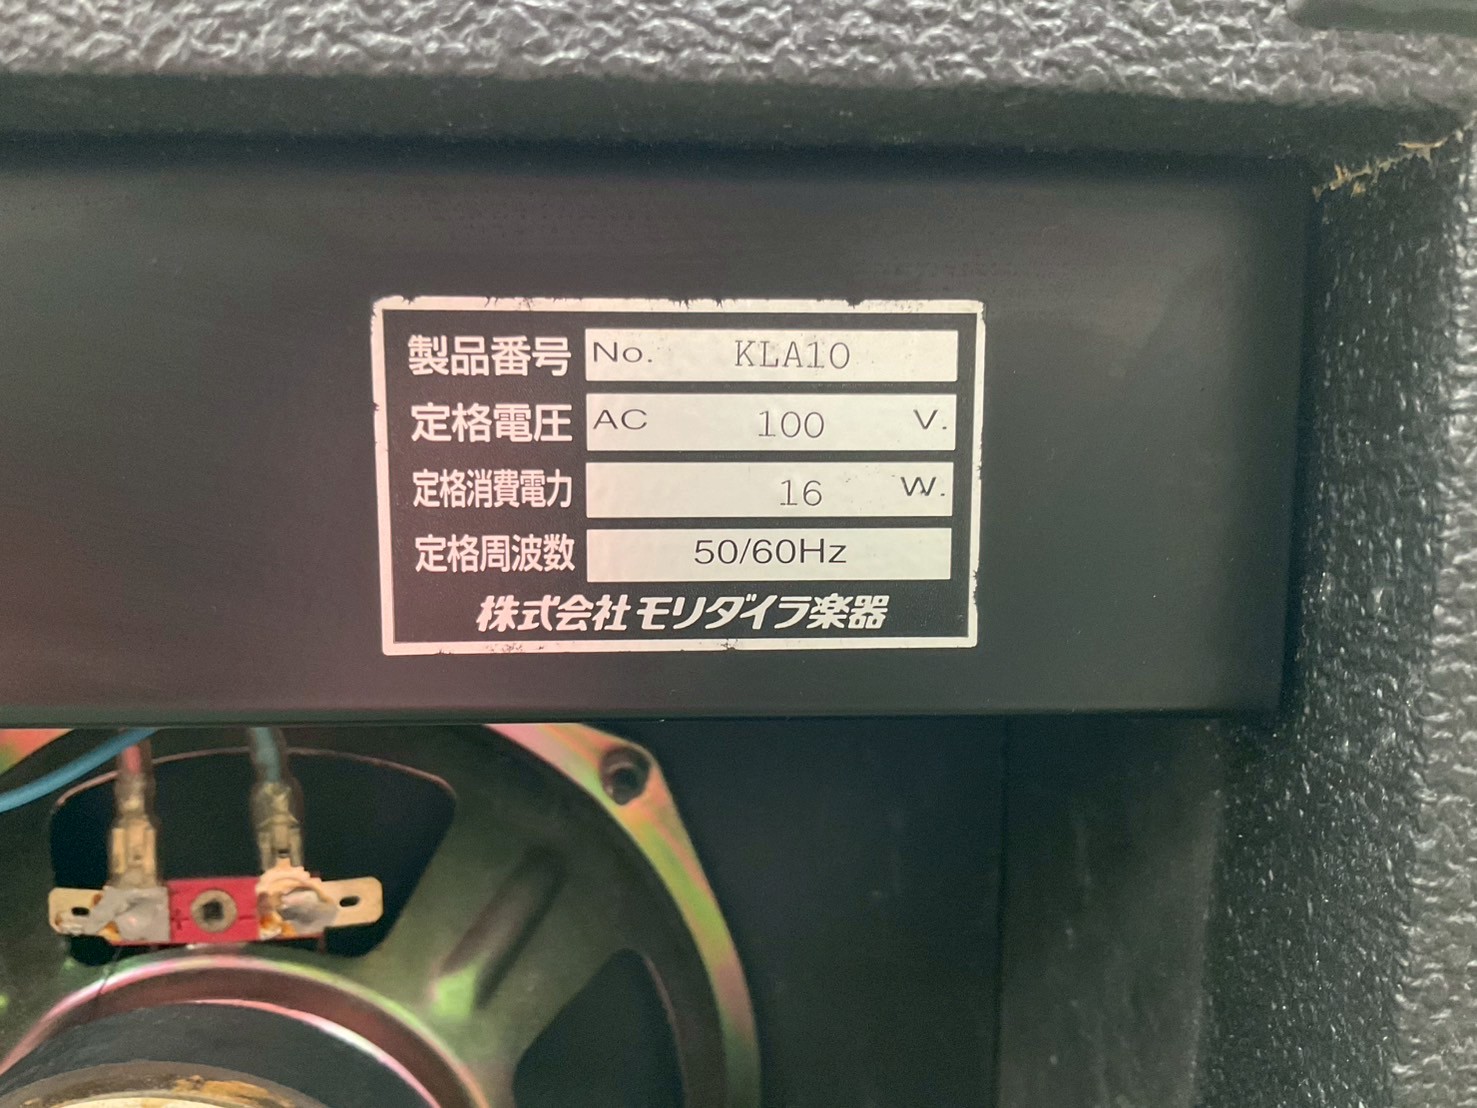 製品番号 No. KLA10
定格電圧 AC 100 V.
定格消費電力 16 W.
定格周波数 50/60Hz
株式会社モリダイラ楽器
+ −